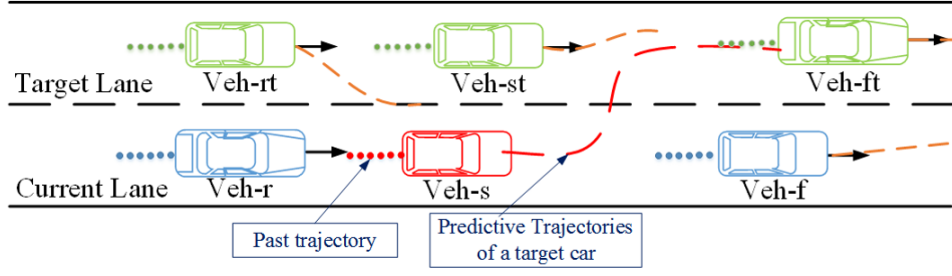 Veh-rt
Veh-st
Veh-ft
Target Lane
Veh-r
Veh-s
Veh-f
Current Lane
Past trajectory
Predictive Trajectories
of a target car